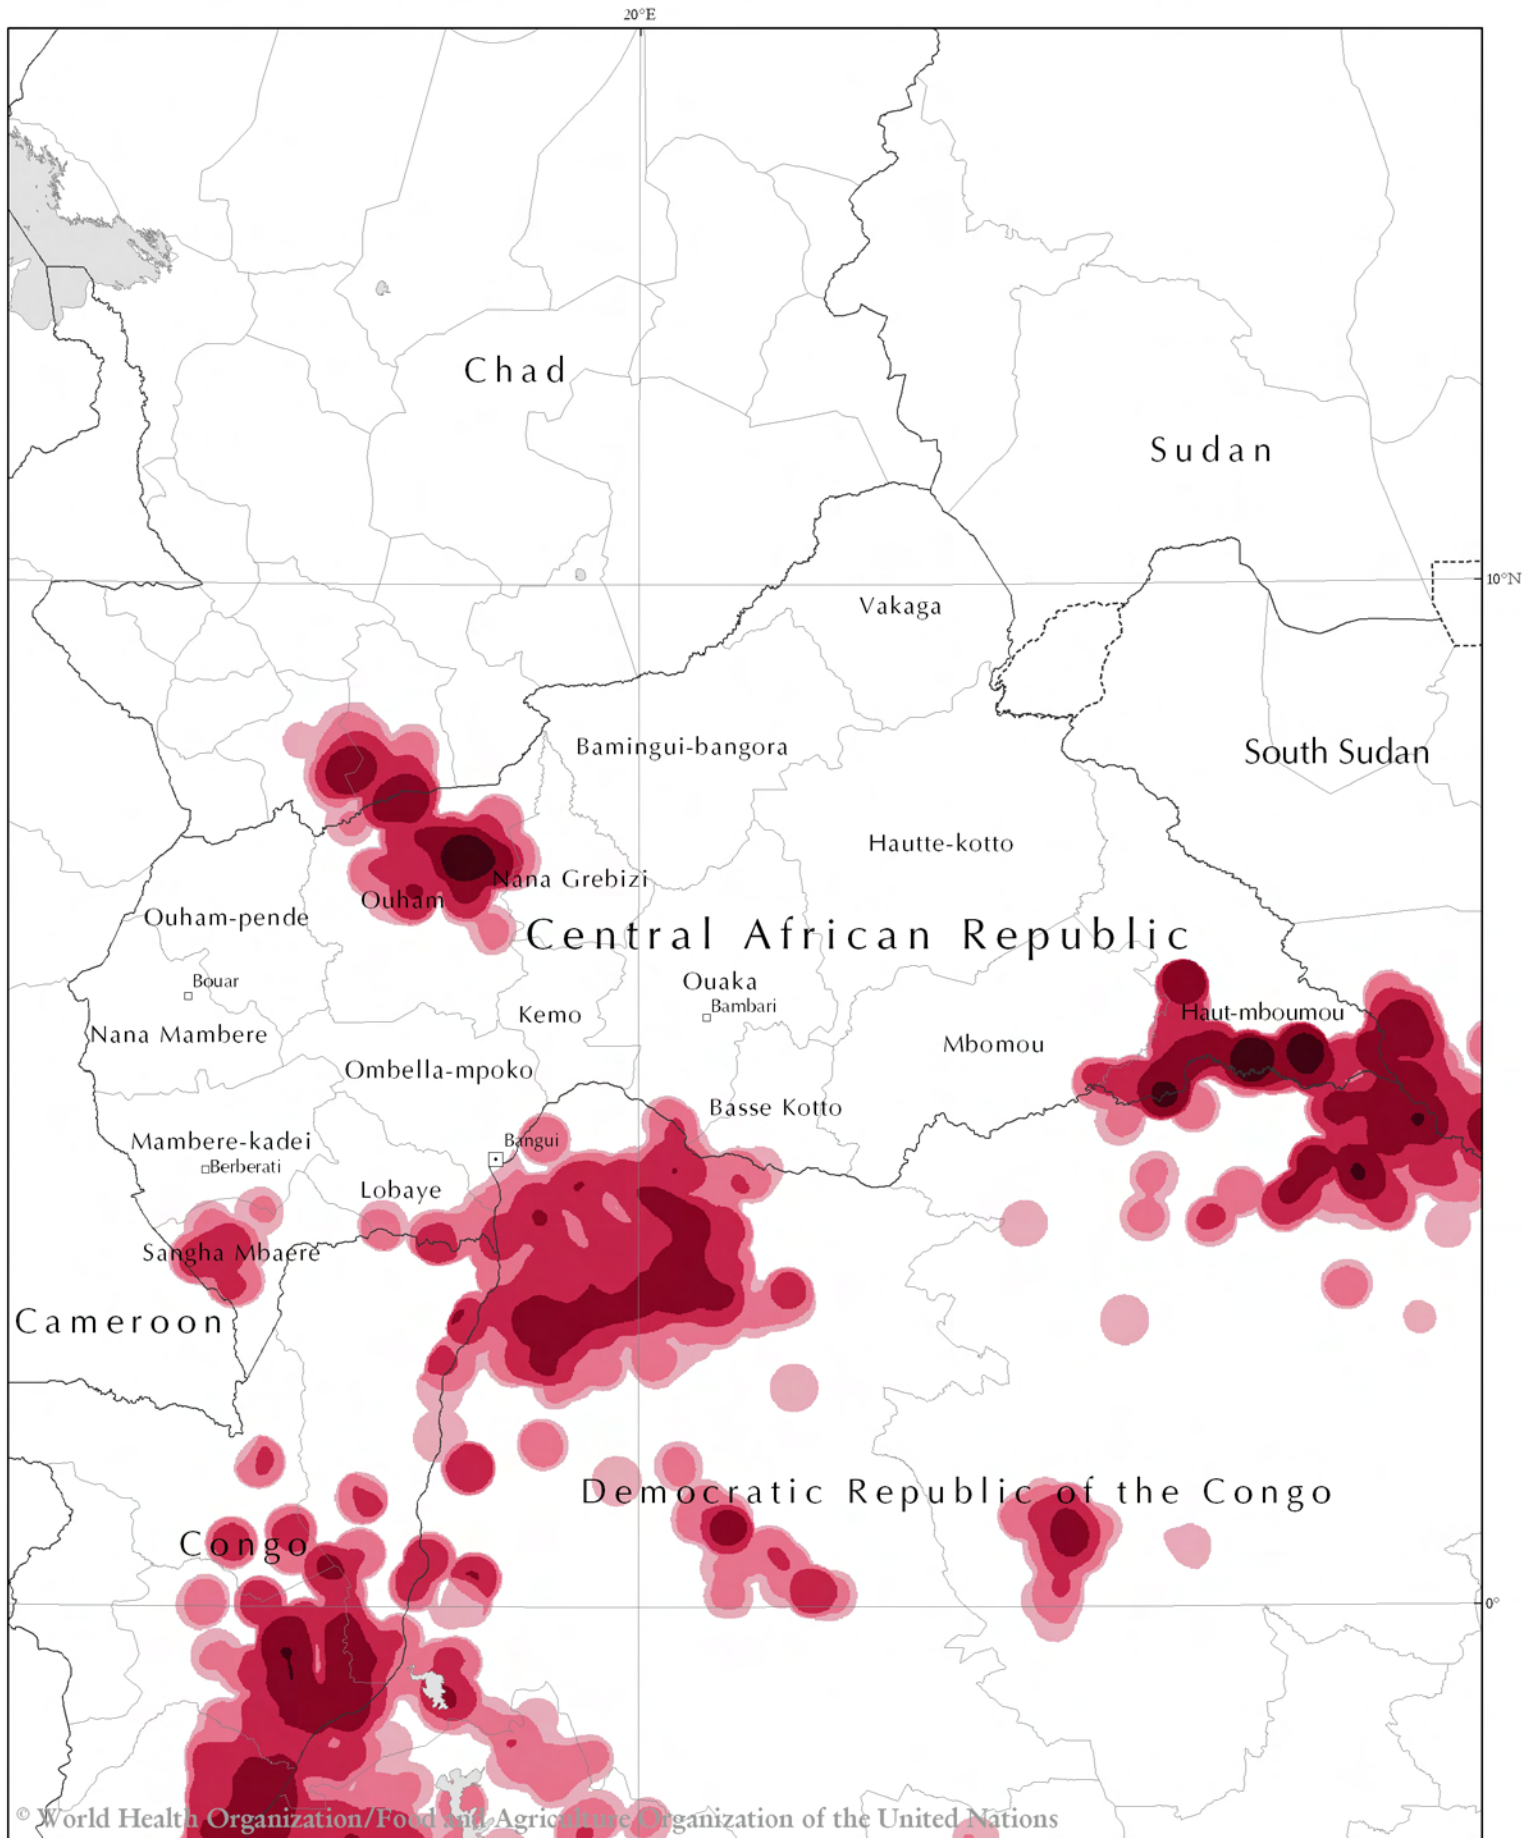 20°E
Chad
Sudan
10°N
Vakaga
Bamingui-bangora
South Sudan
Hautte-kotto
Nana Grebizi
Ouham
Ouham-pende
Central African Republic
Bouar
Ouaka
Bambari
Haut-mboumou
Kemo
Nana Mambere
Mbomou
Ombella-mpoko
Basse Kotto
Mambere-kadei
Bangui
Berberati
Lobaye
Sangha Mbaere
Cameroon
Democratic Republic of the Congo
Congo
0°
© World Health Organization/Food and Agriculture Organization of the United Nations